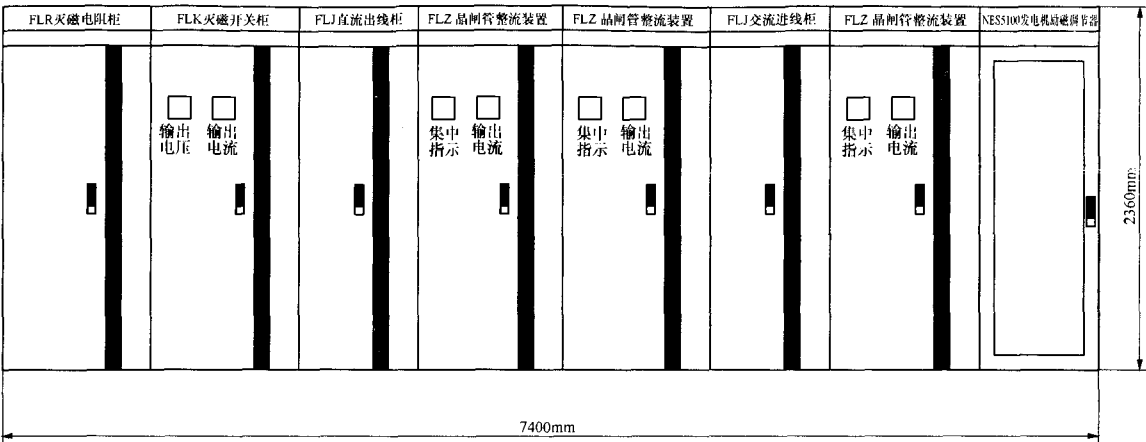 FLR灭磁电阻柜
FLK灭磁开关柜
FLJ直流出线柜
FLZ 晶闸管整流装置
FLZ 晶闸管整流装置
FLJ交流进线柜
FLZ 晶闸管整流装置
NES5100发电机励磁调节器
输出
电压
输出
电流
集中
指示
输出
电流
集中
指示
输出
电流
集中
指示
输出
电流
2360mm
7400mm